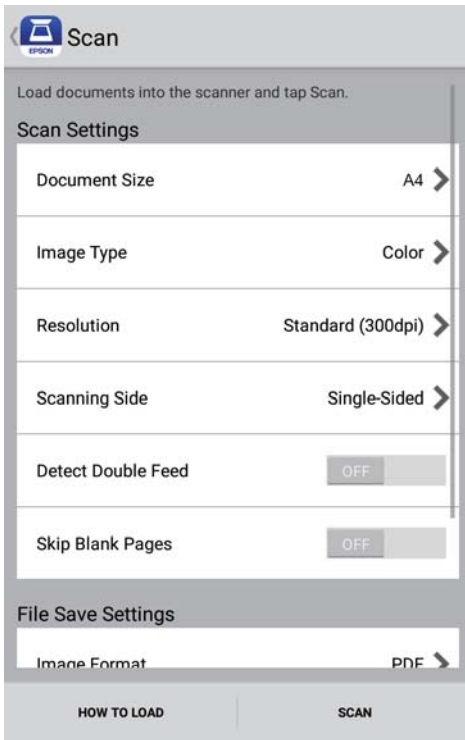 EPSON
Scan
Load documents into the scanner and tap Scan.
Scan Settings
Document Size A4
Image Type Color
Resolution Standard (300dpi)
Scanning Side Single-Sided
Detect Double Feed OFF
Skip Blank Pages OFF
File Save Settings
Image Format PDF
HOW TO LOAD SCAN